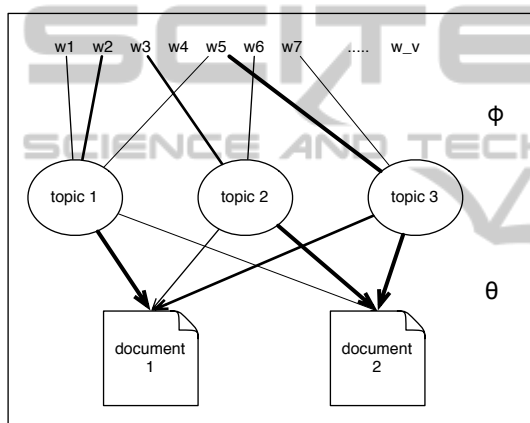 SCITE
w1 w2 w3 w4 w5 w6 w7 ..... w_v
ϕ
SCIENCE AND TECH
topic 1 topic 2 topic 3
θ
document document
1 2